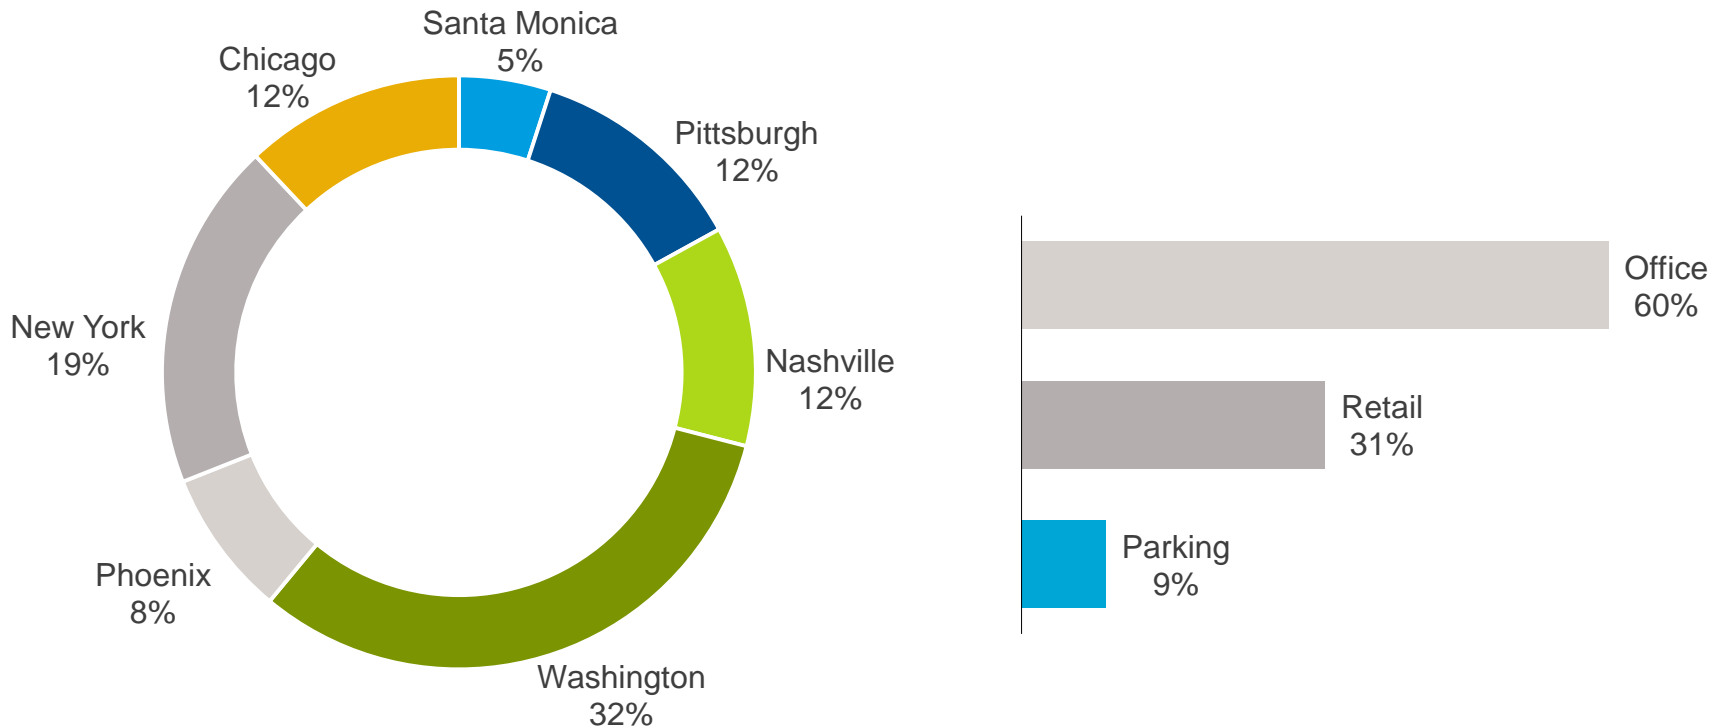 Santa Monica
5%
Pittsburgh
12%
Nashville
12%
Washington
32%
Phoenix
8%
New York
19%
Chicago
12%
Office
60%
Retail
31%
Parking
9%